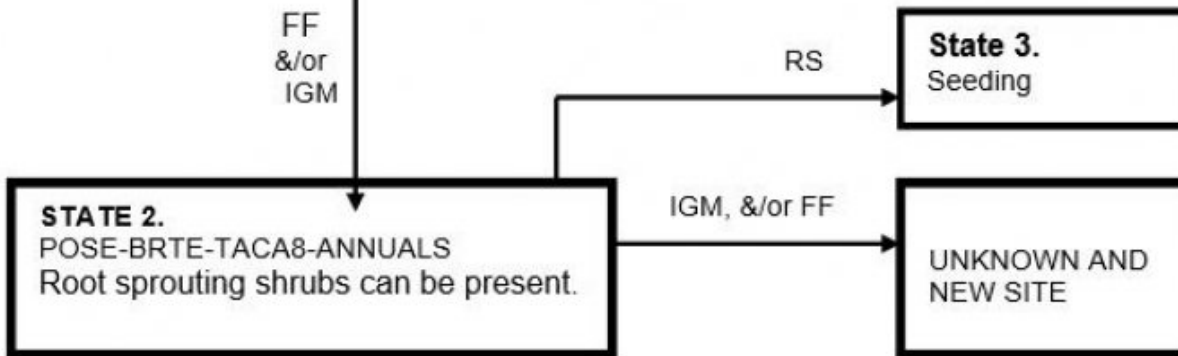 FF
&/or
IGM
RS
State 3.
Seeding
STATE 2.
POSE-BRTE-TACA8-ANNUALS
Root sprouting shrubs can be present.
IGM, &/or FF
UNKNOWN AND
NEW SITE